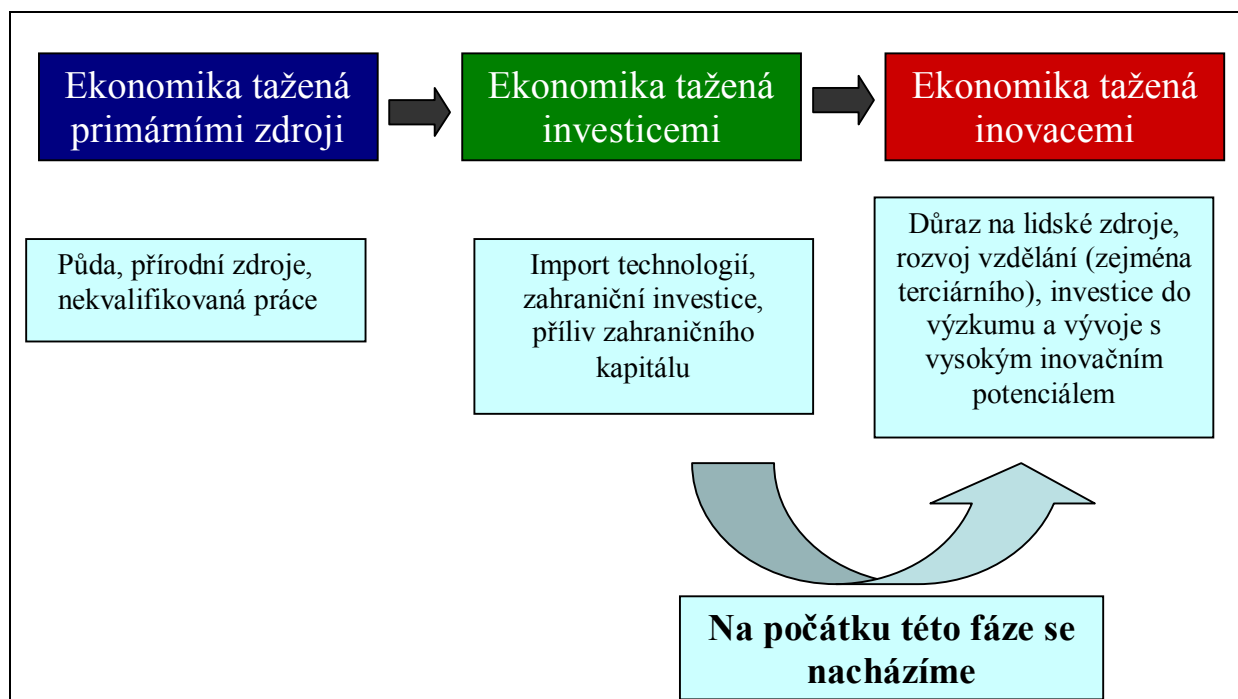 Ekonomika tažená
primárními zdroji
Ekonomika tažená
investicemi
Ekonomika tažená
inovacemi
Půda, přírodní zdroje,
nekvalifikovaná práce
Import technologií,
zahraniční investice,
příliv zahraničního
kapitálu
Důraz na lidské zdroje,
rozvoj vzdělání (zejména
terciárního), investice do
výzkumu a vývoje s
vysokým inovačním
potenciálem
Na počátku této fáze se
nacházíme